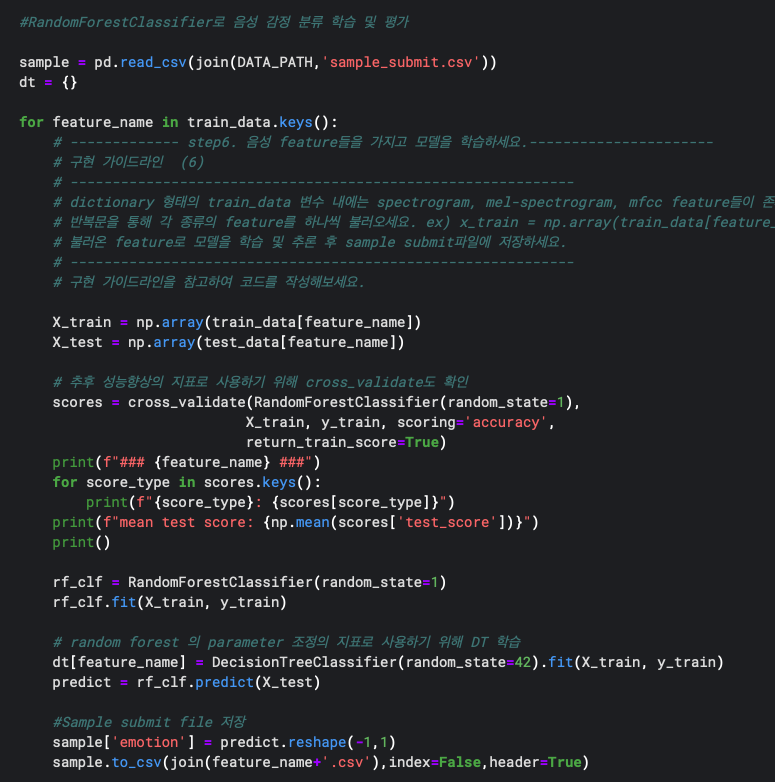 #RandomForestClassifier로 음성 감정 분류 학습 및 평가
sample = pd.read_csv(join(DATA_PATH,'sample_submit.csv'))
dt = {}
for feature_name in train_data.keys():
# ------------- step6. 음성 feature들을 가지고 모델을 학습하세요.----------------------
# 구현 가이드라인  (6)
# ------------------------------------------------------------
# dictionary 형태의 train_data 변수 내에는 spectrogram, mel-spectrogram, mfcc feature들이 존
# 반복문을 통해 각 종류의 feature를 하나씩 불러오세요. ex) x_train = np.array(train_data[feature_
# 불러온 feature로 모델을 학습 및 추론 후 sample submit파일에 저장하세요.
# ------------------------------------------------------------
# 구현 가이드라인을 참고하여 코드를 작성해보세요.
X_train = np.array(train_data[feature_name])
X_test = np.array(test_data[feature_name])
# 추후 성능향상의 지표로 사용하기 위해 cross_validate도 확인
scores = cross_validate(RandomForestClassifier(random_state=1),
X_train, y_train, scoring='accuracy',
return_train_score=True)
print(f"### {feature_name} ###")
for score_type in scores.keys():
print(f"{score_type}: {scores[score_type]}")
print(f"mean test score: {np.mean(scores['test_score'])}")
print()
rf_clf = RandomForestClassifier(random_state=1)
rf_clf.fit(X_train, y_train)
# random forest 의 parameter 조정의 지표로 사용하기 위해 DT 학습
dt[feature_name] = DecisionTreeClassifier(random_state=42).fit(X_train, y_train)
predict = rf_clf.predict(X_test)
#Sample submit file 저장
sample['emotion'] = predict.reshape(-1,1)
sample.to_csv(join(feature_name+'.csv'),index=False,header=True)